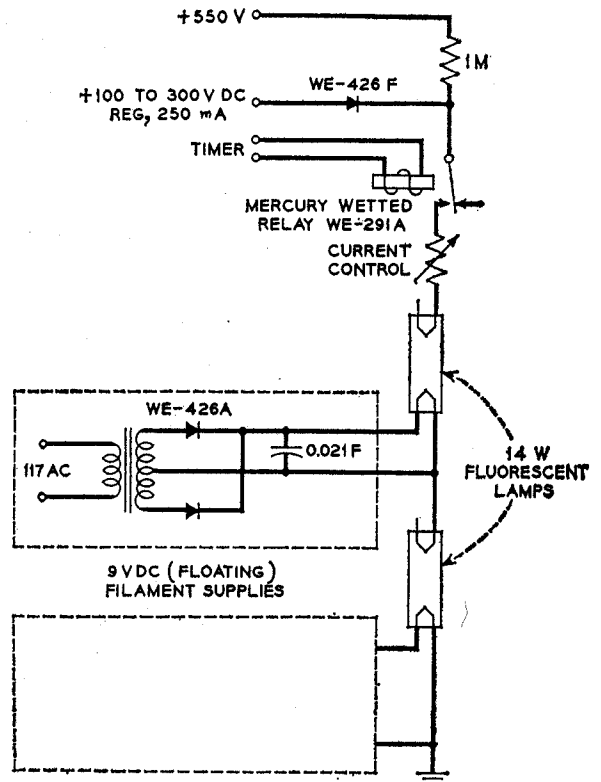 +550 V
1M
WE-426 F
+100 TO 300 V DC
REG, 250 mA
TIMER
MERCURY WETTED
RELAY WE-291A
CURRENT
CONTROL
WE-426A
0.021 F
117 AC
14 W
FLUORESCENT
LAMPS
9 V DC (FLOATING)
FILAMENT SUPPLIES